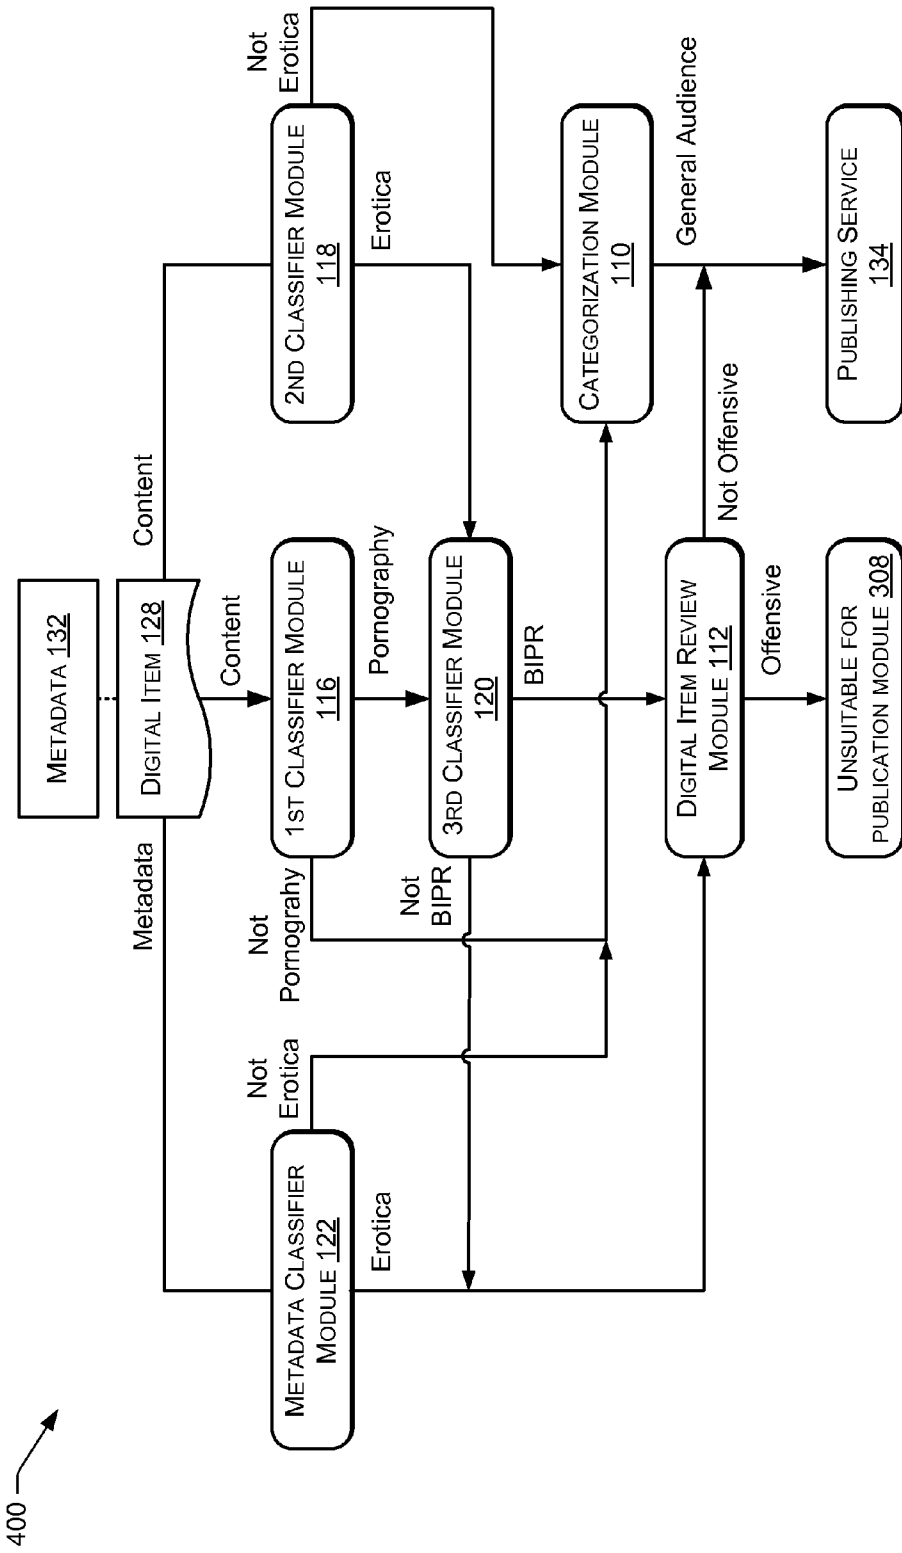 400
METADATA 132
DIGITAL ITEM 128
Metadata
Content
Content
METADATA CLASSIFIER
MODULE 122
1ST CLASSIFIER MODULE
116
2ND CLASSIFIER MODULE
118
Not
Erotica
Erotica
Not
Pornograhy
Pornography
Not
Erotica
Erotica
3RD CLASSIFIER MODULE
120
Not
BIPR
BIPR
CATEGORIZATION MODULE
110
General Audience
DIGITAL ITEM REVIEW
MODULE 112
Not Offensive
Offensive
UNSUITABLE FOR
PUBLICATION MODULE 308
PUBLISHING SERVICE
134